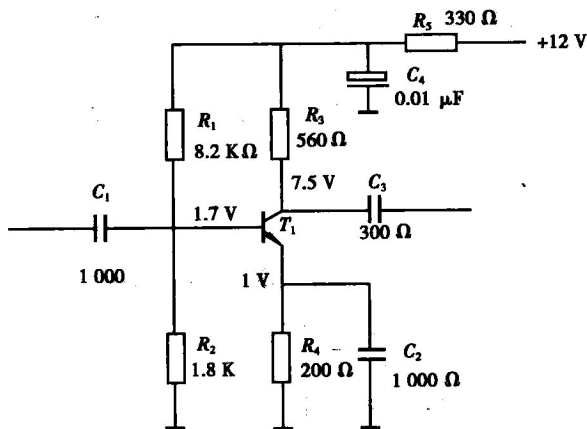 R5 330 Ω
+12 V
C4
0.01 μF
R1
8.2 KΩ
R3
560 Ω
7.5 V
C1
1.7 V
T1
C3
300 Ω
1 000
1 V
R2
1.8 K
R4
200 Ω
C2
1 000 Ω